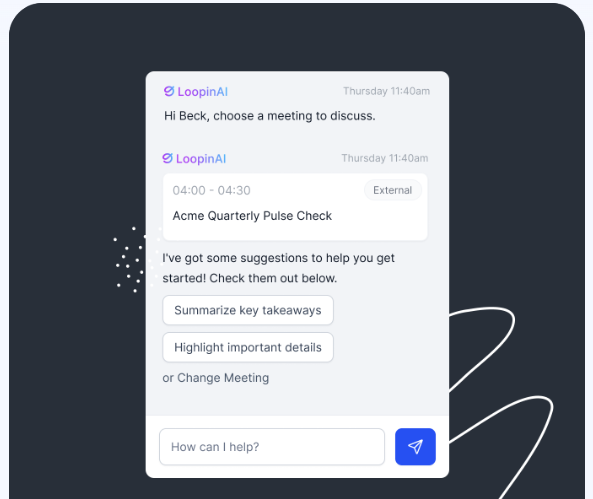 LoopinAI Thursday 11:40am
Hi Beck, choose a meeting to discuss.
LoopinAI Thursday 11:40am
04:00 - 04:30 External
Acme Quarterly Pulse Check
I've got some suggestions to help you get
started! Check them out below.
Summarize key takeaways
Highlight important details
or Change Meeting
How can I help?